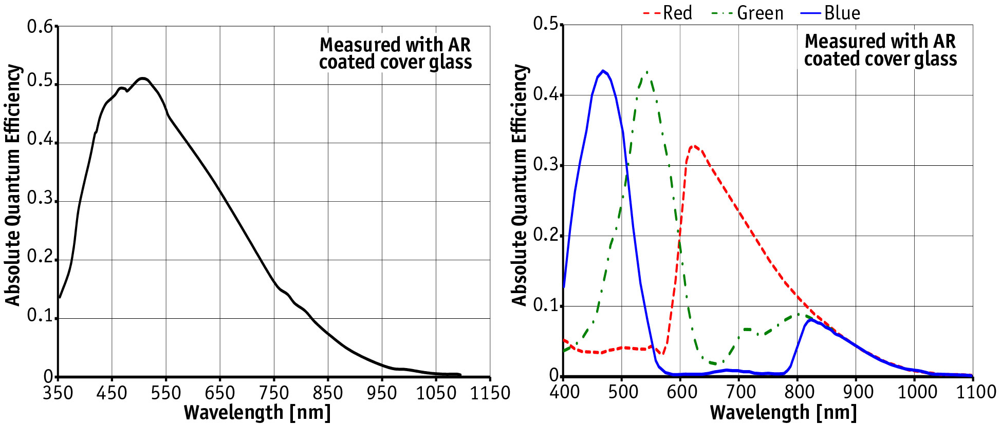 0.6
0.5
0.4
0.3
0.2
0.1
0
Absolute Quantum Efficiency
Measured with AR
coated cover glass
350 450 550 650 750 850 950 1050 1150
Wavelength [nm]
Red Green Blue
0.5
0.4
0.3
0.2
0.1
0
Absolute Quantum Efficiency
Measured with AR
coated cover glass
400 500 600 700 800 900 1000 1100
Wavelength [nm]